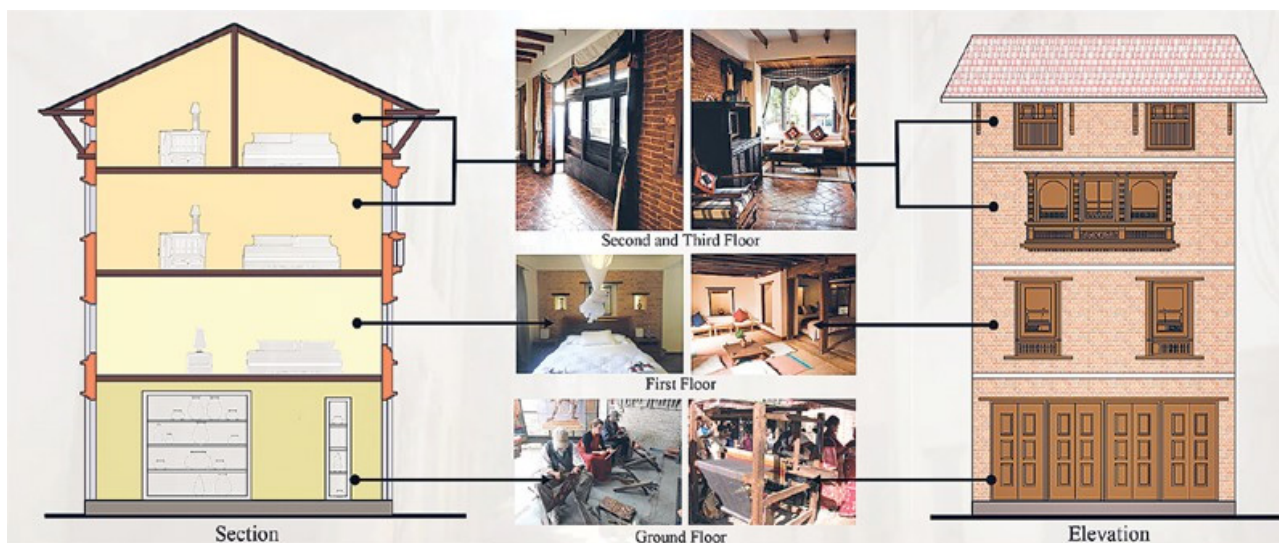 Second and Third Floor
First Floor
Ground Floor
Section
Elevation